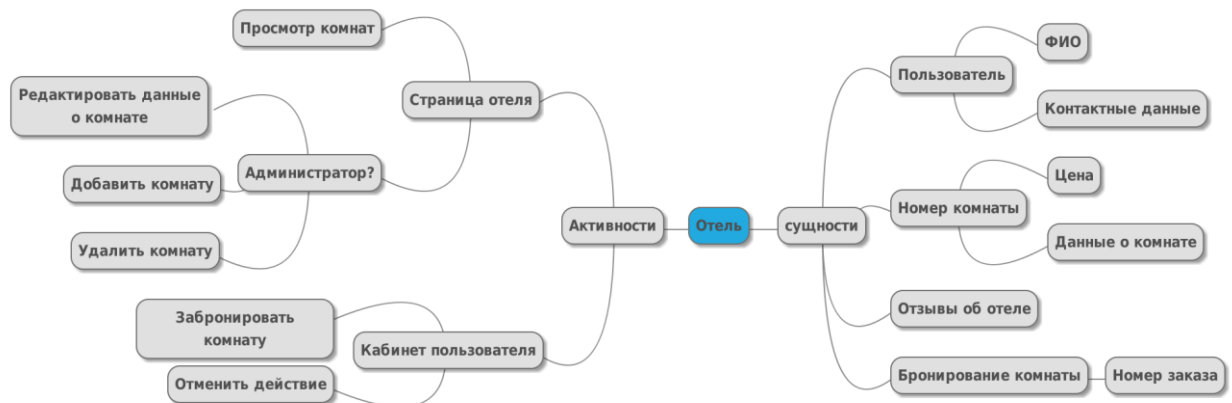 Просмотр комнат
Редактировать данные
о комнате
Страница отеля
Администратор?
Добавить комнату
Удалить комнату
Активности
Забронировать
комнату
Кабинет пользователя
Отменить действие
Отель
сущности
Пользователь
ФИО
Контактные данные
Номер комнаты
Цена
Данные о комнате
Отзывы об отеле
Бронирование комнаты
Номер заказа